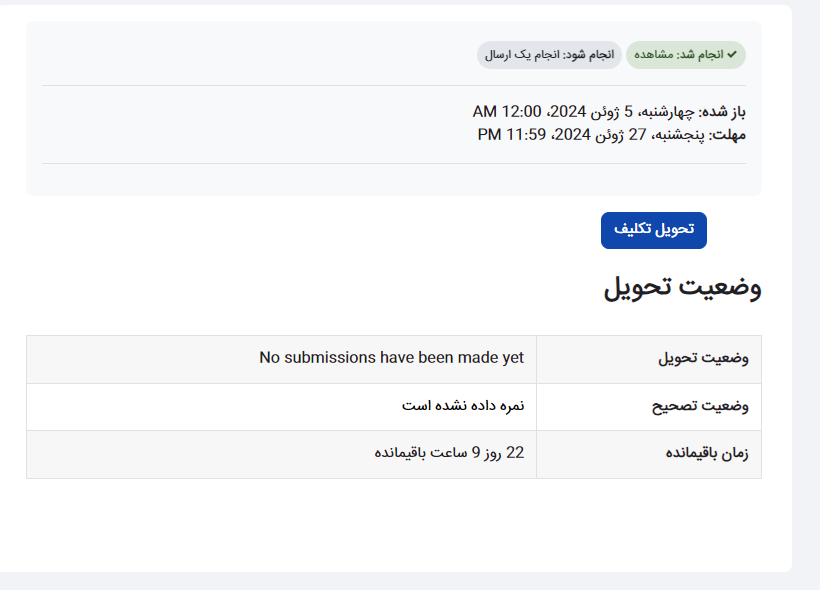 ✔ انجام شد: مشاهده انجام شود: انجام یک ارسال
باز شده: چهارشنبه، 5 ژوئن 2024، 12:00 AM
مهلت: پنجشنبه، 27 ژوئن 2024، 11:59 PM
تحویل تکلیف
وضعیت تحویل
وضعیت تحویل No submissions have been made yet
وضعیت تصحیح نمره داده نشده است
زمان باقیمانده 22 روز 9 ساعت باقیمانده